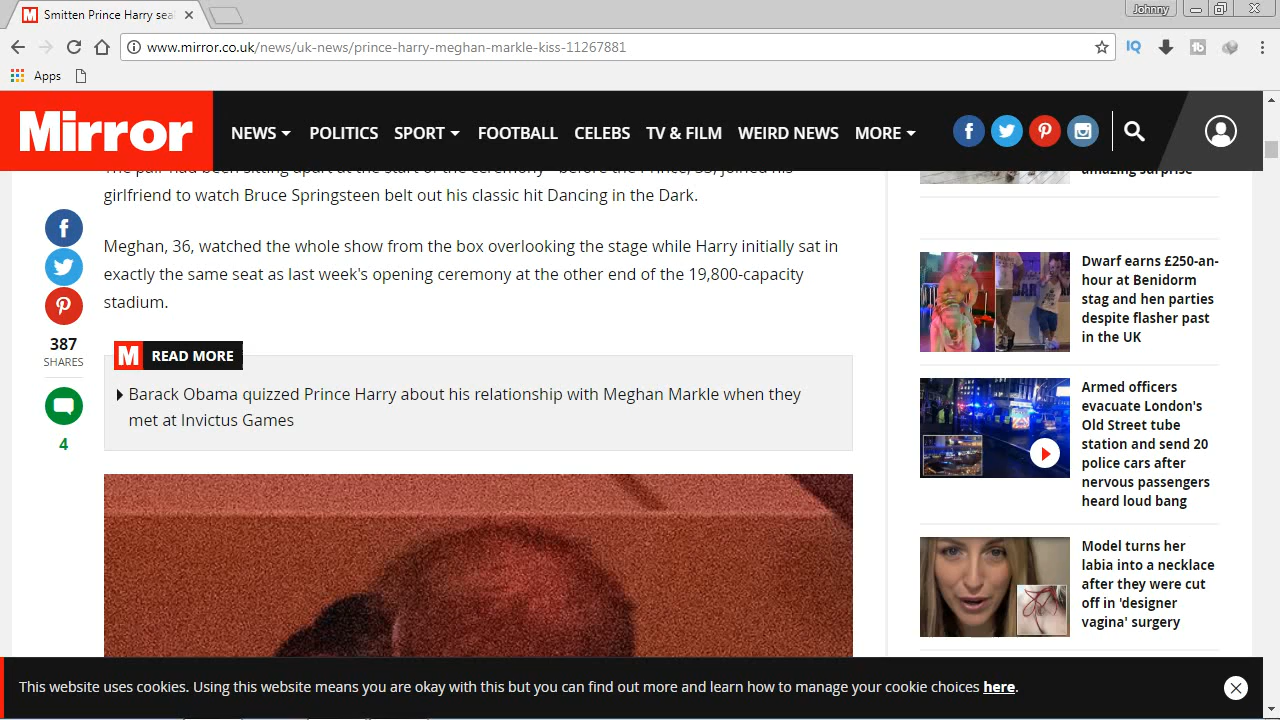 Smitten Prince Harry sea
Johnny
www.mirror.co.uk/news/uk-news/prince-harry-meghan-markle-kiss-11267881
IQ
Apps
Mirror
NEWS
POLITICS
SPORT
FOOTBALL
CELEBS
TV & FILM
WEIRD NEWS
MORE
The pair had been sitting apart at the start of the ceremony before the Prince, 33, joined his
girlfriend to watch Bruce Springsteen belt out his classic hit Dancing in the Dark.
Meghan, 36, watched the whole show from the box overlooking the stage while Harry initially sat in
exactly the same seat as last week's opening ceremony at the other end of the 19,800-capacity
stadium.
387
SHARES
4
M READ MORE
Barack Obama quizzed Prince Harry about his relationship with Meghan Markle when they
met at Invictus Games
amazing surprise
Dwarf earns £250-an-
hour at Benidorm
stag and hen parties
despite flasher past
in the UK
Armed officers
evacuate London's
Old Street tube
station and send 20
police cars after
nervous passengers
heard loud bang
Model turns her
labia into a necklace
after they were cut
off in 'designer
vagina' surgery
This website uses cookies. Using this website means you are okay with this but you can find out more and learn how to manage your cookie choices here.